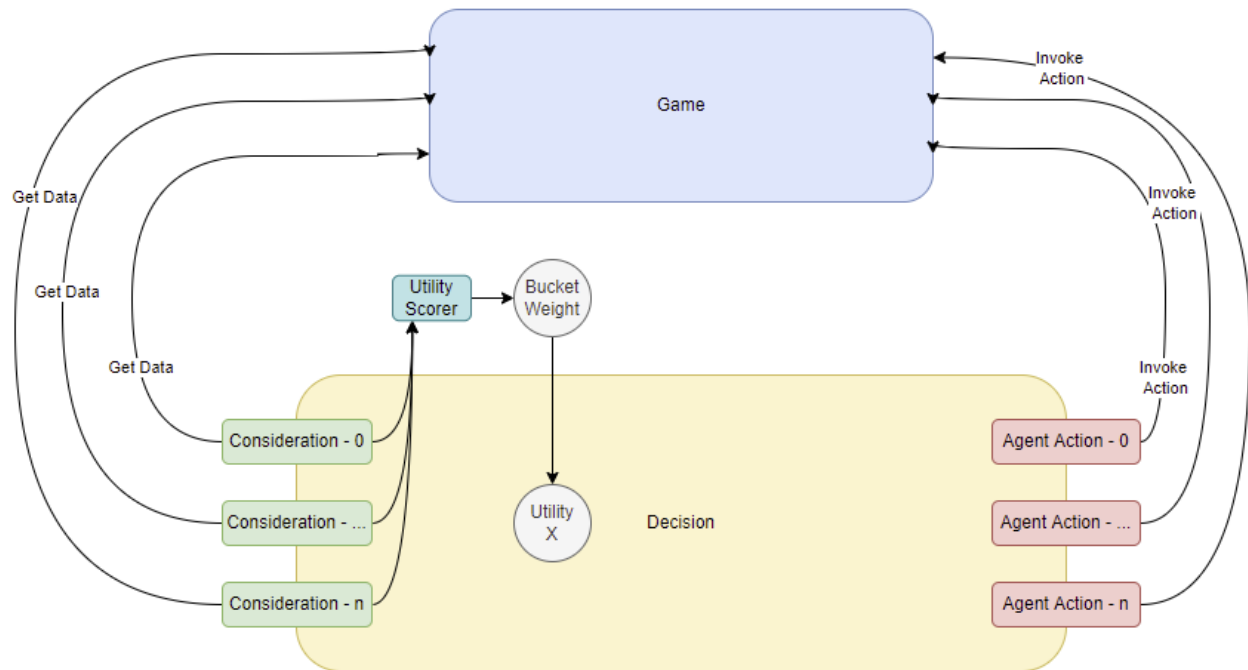 Game
Invoke
Action
Get Data
Invoke
Action
Get Data
Utility
Scorer
Bucket
Weight
Get Data
Invoke
Action
Consideration - 0
Agent Action - 0
Consideration - ...
Utility
X
Decision
Agent Action - ...
Consideration - n
Agent Action - n